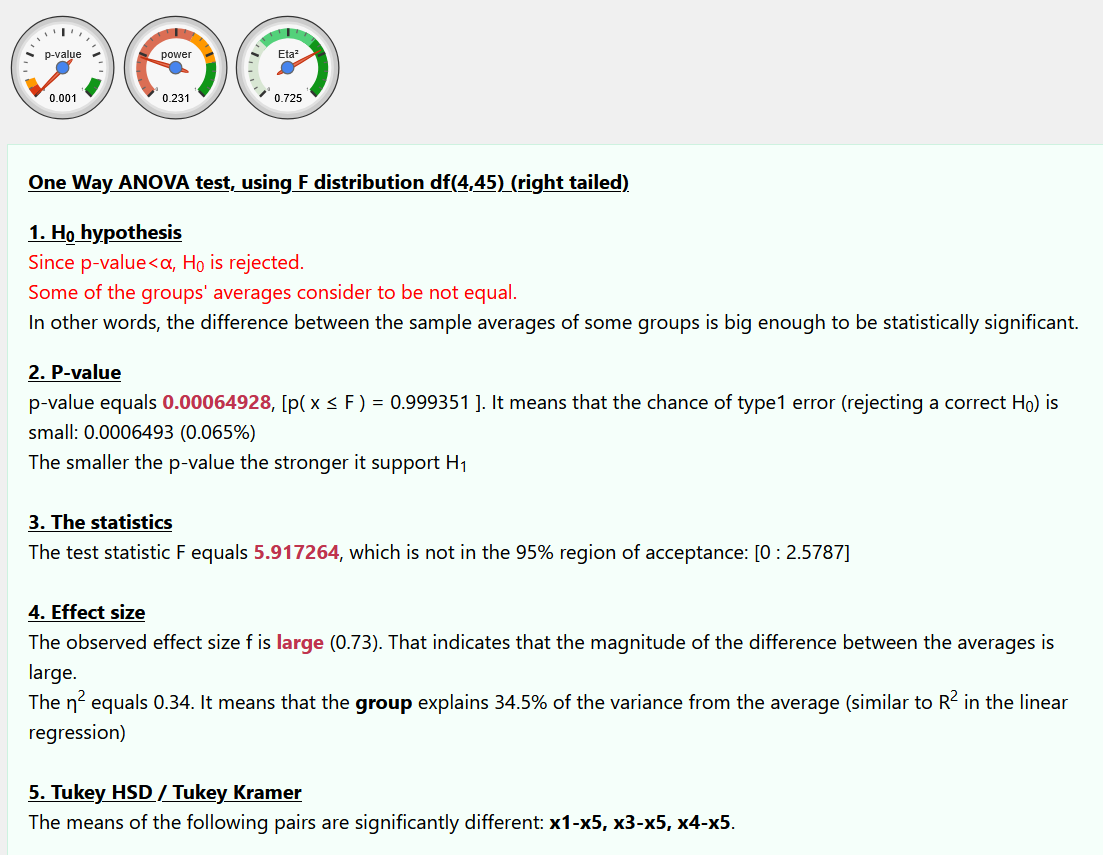 p-value power Eta²
0.001 0.231 0.725
One Way ANOVA test, using F distribution df(4,45) (right tailed)
1. H₀ hypothesis
Since p-value<α, H₀ is rejected.
Some of the groups' averages consider to be not equal.
In other words, the difference between the sample averages of some groups is big enough to be statistically significant.
2. P-value
p-value equals 0.00064928, [p( x ≤ F ) = 0.999351 ]. It means that the chance of type1 error (rejecting a correct H₀) is
small: 0.0006493 (0.065%)
The smaller the p-value the stronger it support H₁
3. The statistics
The test statistic F equals 5.917264, which is not in the 95% region of acceptance: [0 : 2.5787]
4. Effect size
The observed effect size f is large (0.73). That indicates that the magnitude of the difference between the averages is
large.
The η² equals 0.34. It means that the group explains 34.5% of the variance from the average (similar to R² in the linear
regression)
5. Tukey HSD / Tukey Kramer
The means of the following pairs are significantly different: x1-x5, x3-x5, x4-x5.